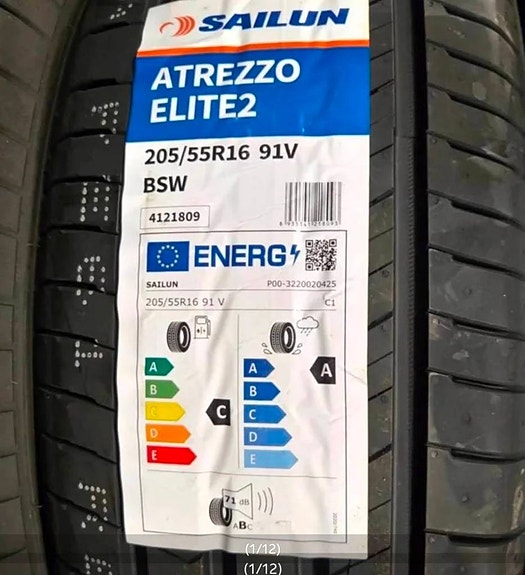 SAILUN
ATREZZO
ELITE2
205/55R16 91V
BSW
4121809
ENERG
SAILUN P00-3220020425
205/55R16 91 V C1
A A A
B B
C C C
D D
E E
71 dB
ABC
(1/12)
(1/12)